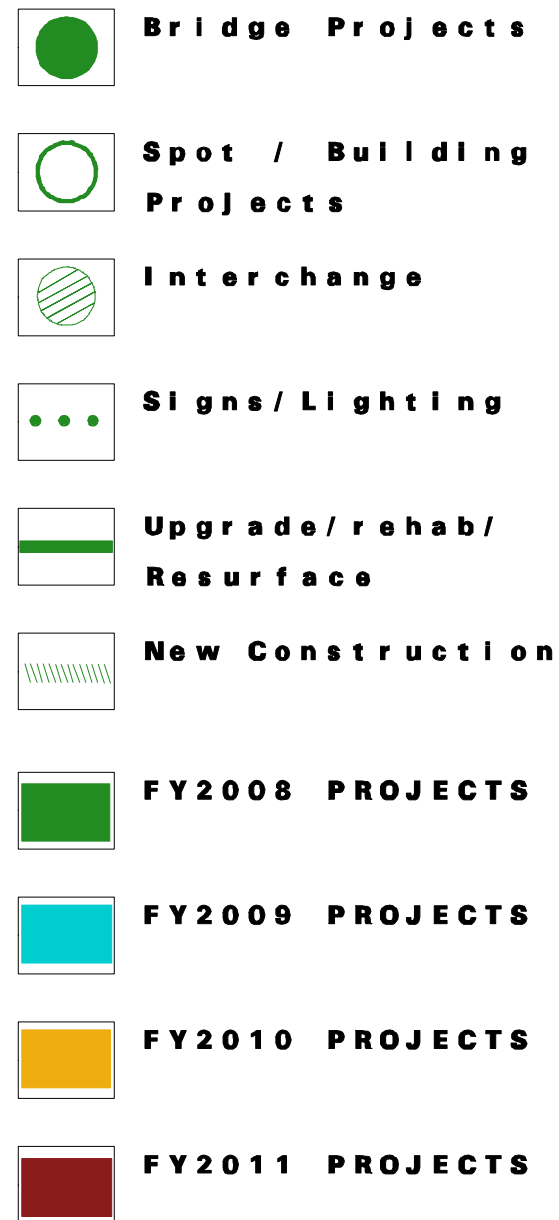 Bridge Projects
Spot / Building
ProJects
Interchange
Signs/Lighting
Upgrade/rehab/
Resurface
New Construction
FY2008 PROJECTS
FY2009 PROJECTS
FY2010 PROJECTS
FY2011 PROJECTS